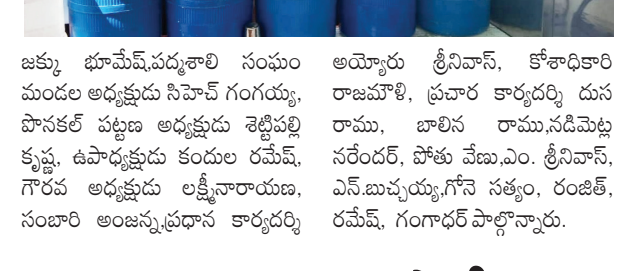 జక్కు భూమేష్,పద్మశాలి సంఘం
మండల అధ్యక్షుడు సిహెచ్ గంగయ్య,
పొనకల్ పట్టణ అధ్యక్షుడు శెట్టిపల్లి
కృష్ణ, ఉపాధ్యక్షుడు కందుల రమేష్,
గౌరవ అధ్యక్షుడు లక్ష్మీనారాయణ,
సంబారి అంజన్న,ప్రధాన కార్యదర్శి
అయ్యోరు శ్రీనివాస్, కోశాధికారి
రాజమౌళి, ప్రచార కార్యదర్శి దుస
రాము, బాలిన రాము,నడిమెట్ల
నరేందర్, పోతు వేణు,ఎం. శ్రీనివాస్,
ఎన్.బుచ్చయ్య,గోనె సత్యం, రంజిత్,
రమేష్, గంగాధర్ పాల్గొన్నారు.